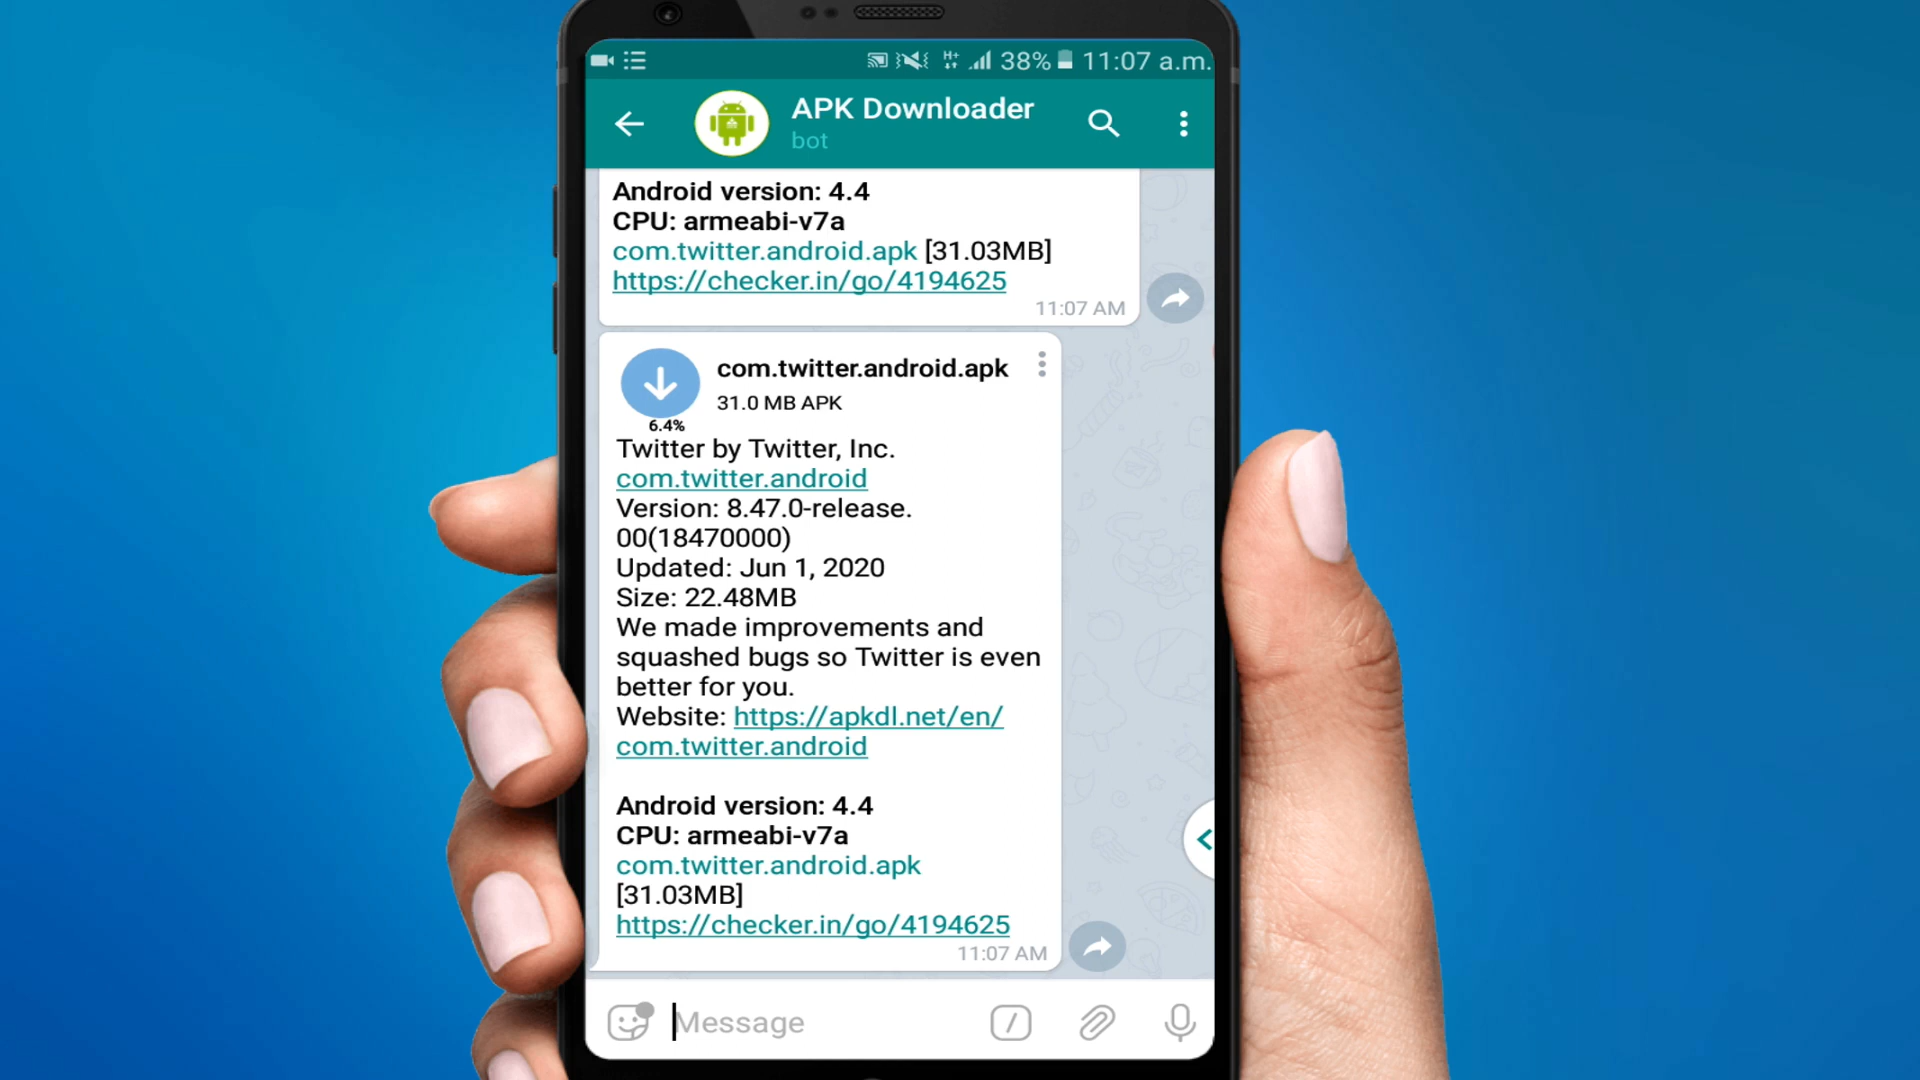 38% 11:07 a.m.
APK Downloader
bot
Android version: 4.4
CPU: armeabi-v7a
com.twitter.android.apk [31.03MB]
https://checker.in/go/4194625
11:07 AM
com.twitter.android.apk
31.0 MB APK
6.4%
Twitter by Twitter, Inc.
com.twitter.android
Version: 8.47.0-release.
00(18470000)
Updated: Jun 1, 2020
Size: 22.48MB
We made improvements and
squashed bugs so Twitter is even
better for you.
Website: https://apkdl.net/en/
com.twitter.android
Android version: 4.4
CPU: armeabi-v7a
com.twitter.android.apk
[31.03MB]
https://checker.in/go/4194625
11:07 AM
Message